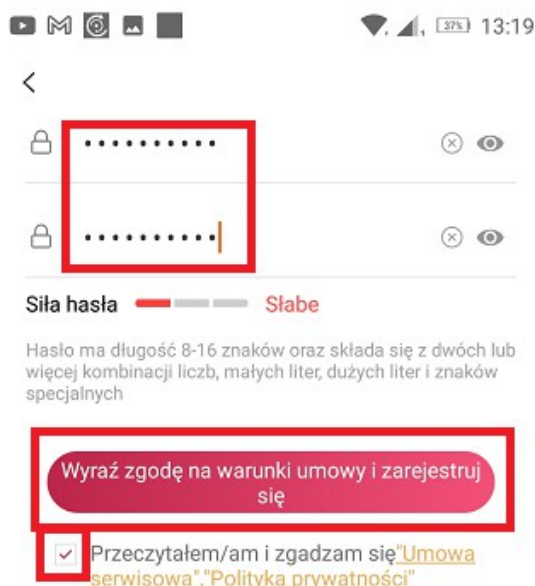 37% 13:19
••••••••••
••••••••••
Siła hasła Słabe
Hasło ma długość 8-16 znaków oraz składa się z dwóch lub
więcej kombinacji liczb, małych liter, dużych liter i znaków
specjalnych
Wyraź zgodę na warunki umowy i zarejestruj
się
Przeczytałem/am i zgadzam się"Umowa
serwisowa","Polityka prywatności"